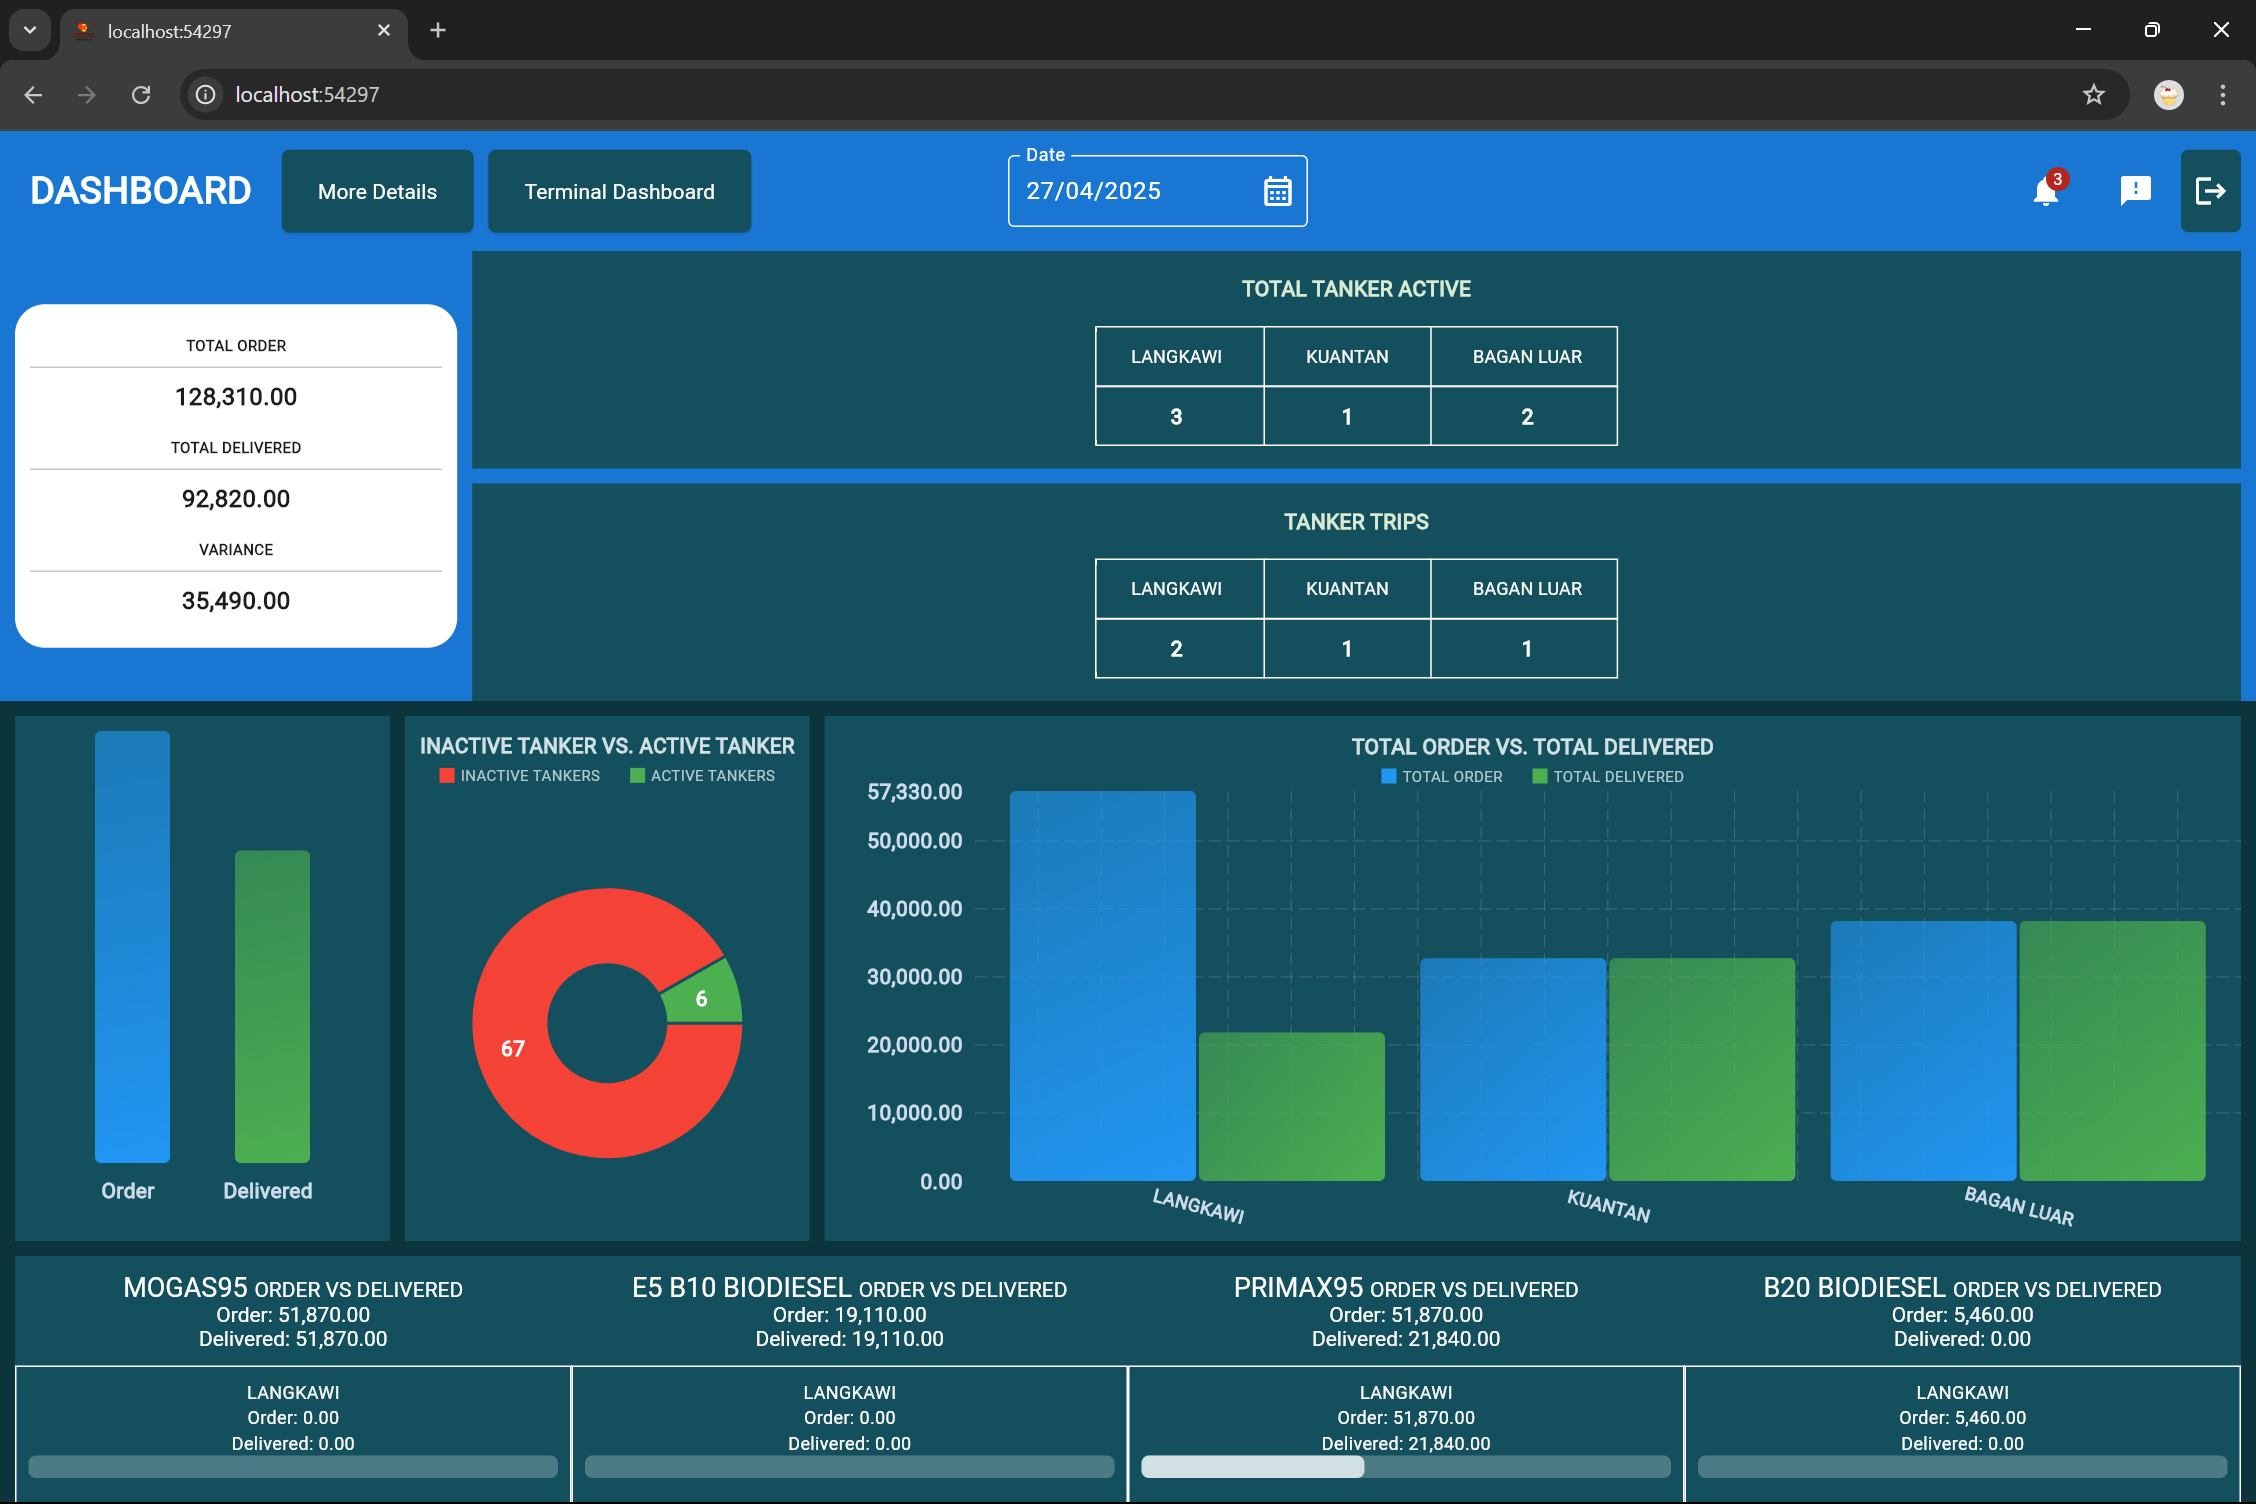 localhost:54297
localhost:54297
DASHBOARD
More Details
Terminal Dashboard
Date
27/04/2025
3
TOTAL ORDER
128,310.00
TOTAL DELIVERED
92,820.00
VARIANCE
35,490.00
TOTAL TANKER ACTIVE
LANGKAWI KUANTAN BAGAN LUAR
3 1 2
TANKER TRIPS
LANGKAWI KUANTAN BAGAN LUAR
2 1 1
Order Delivered
INACTIVE TANKER VS. ACTIVE TANKER
INACTIVE TANKERS ACTIVE TANKERS
6
67
TOTAL ORDER VS. TOTAL DELIVERED
TOTAL ORDER TOTAL DELIVERED
57,330.00
50,000.00
40,000.00
30,000.00
20,000.00
10,000.00
0.00
LANGKAWI KUANTAN BAGAN LUAR
MOGAS95 ORDER VS DELIVERED
Order: 51,870.00
Delivered: 51,870.00
LANGKAWI
Order: 0.00
Delivered: 0.00
E5 B10 BIODIESEL ORDER VS DELIVERED
Order: 19,110.00
Delivered: 19,110.00
LANGKAWI
Order: 0.00
Delivered: 0.00
PRIMAX95 ORDER VS DELIVERED
Order: 51,870.00
Delivered: 21,840.00
LANGKAWI
Order: 51,870.00
Delivered: 21,840.00
B20 BIODIESEL ORDER VS DELIVERED
Order: 5,460.00
Delivered: 0.00
LANGKAWI
Order: 5,460.00
Delivered: 0.00